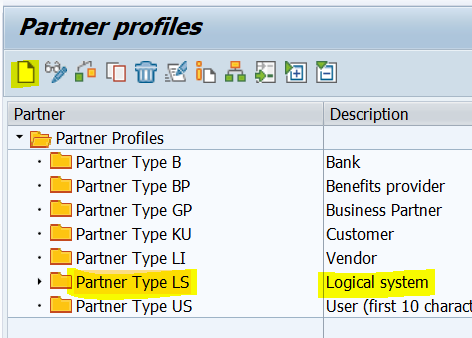 Partner profiles
Partner Description
Partner Profiles
Partner Type B Bank
Partner Type BP Benefits provider
Partner Type GP Business Partner
Partner Type KU Customer
Partner Type LI Vendor
Partner Type LS Logical system
Partner Type US User (first 10 charact